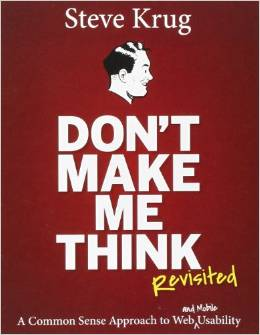 Steve Krug
DON'T
MAKE
ME
THINK
Revisited
and Mobile
A Common Sense Approach to Web Usability